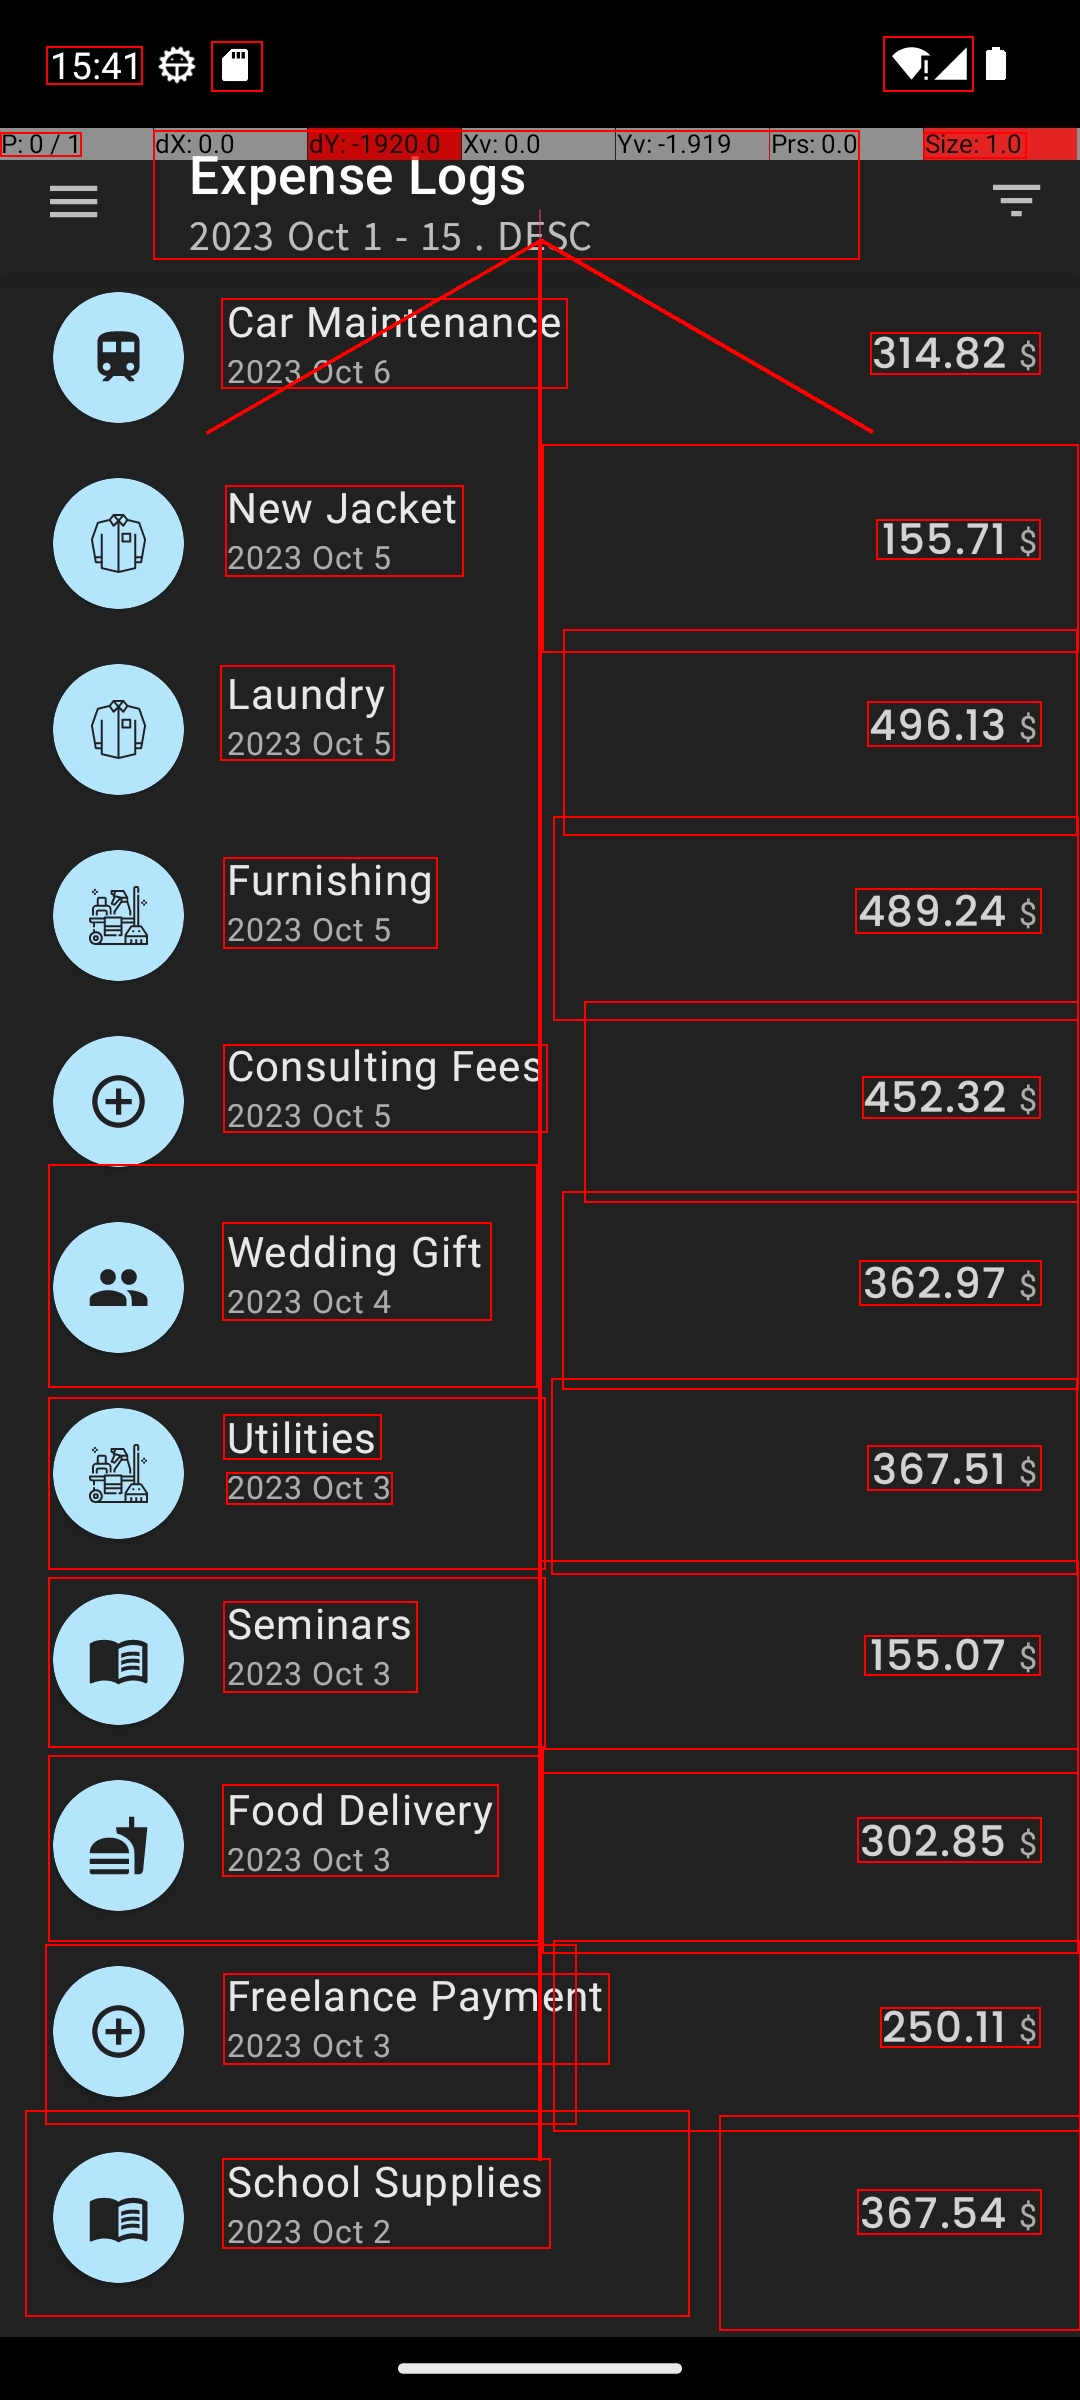 15:41
P: 0 / 1 dX: 0.0 dY: -1920.0 Xv: 0.0 Yv: -1.919 Prs: 0.0 Size: 1.0
Expense Logs
2023 Oct 1 - 15 . DESC
Car Maintenance
2023 Oct 6
314.82 $
New Jacket
2023 Oct 5
155.71 $
Laundry
2023 Oct 5
496.13 $
Furnishing
2023 Oct 5
489.24 $
Consulting Fees
2023 Oct 5
452.32 $
Wedding Gift
2023 Oct 4
362.97 $
Utilities
2023 Oct 3
367.51 $
Seminars
2023 Oct 3
155.07 $
Food Delivery
2023 Oct 3
302.85 $
Freelance Payment
2023 Oct 3
250.11 $
School Supplies
2023 Oct 2
367.54 $